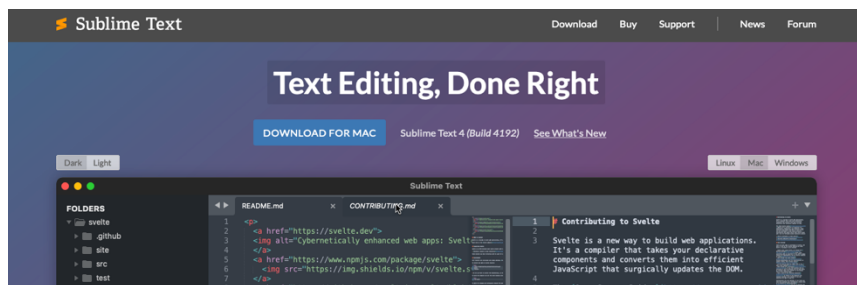 Sublime Text
Download Buy Support News Forum
Text Editing, Done Right
DOWNLOAD FOR MAC Sublime Text 4 (Build 4192) See What's New
Dark Light
Linux Mac Windows
Sublime Text
FOLDERS
svelte
.github
site
src
test
README.md × CONTRIBUTING.md ×
1 <p>
2 <a href="https://svelte.dev">
3 <img alt="Cybernetically enhanced web apps: Svelte
4 </a>
5 <a href="https://www.npmjs.com/package/svelte">
6 <img src="https://img.shields.io/npm/v/svelte.s
7 </a>
1 # Contributing to Svelte
2
3 Svelte is a new way to build web applications.
It's a compiler that takes your declarative
components and converts them into efficient
JavaScript that surgically updates the DOM.
4